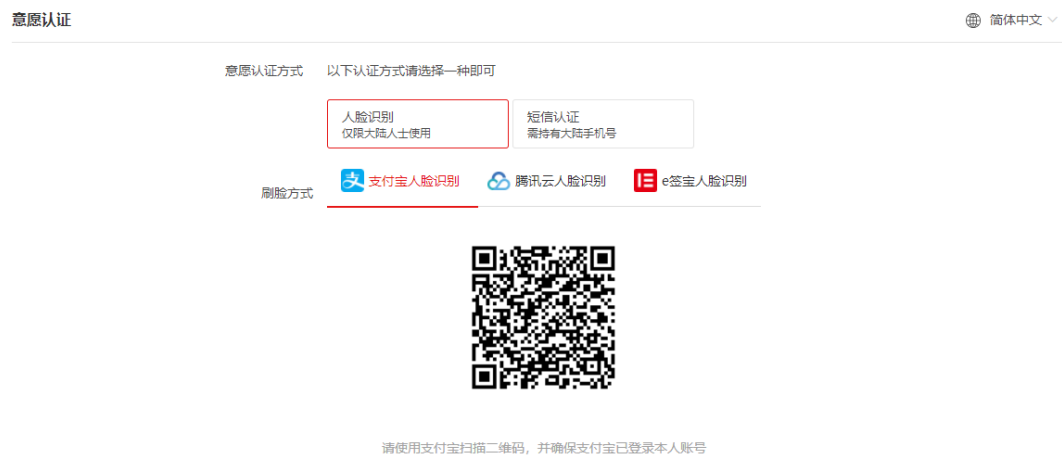 意愿认证
简体中文
意愿认证方式 以下认证方式请选择一种即可
人脸识别
仅限大陆人士使用
短信认证
需持有大陆手机号
刷脸方式
支 支付宝人脸识别
腾讯云人脸识别
e签宝人脸识别
请使用支付宝扫描二维码，并确保支付宝已登录本人账号